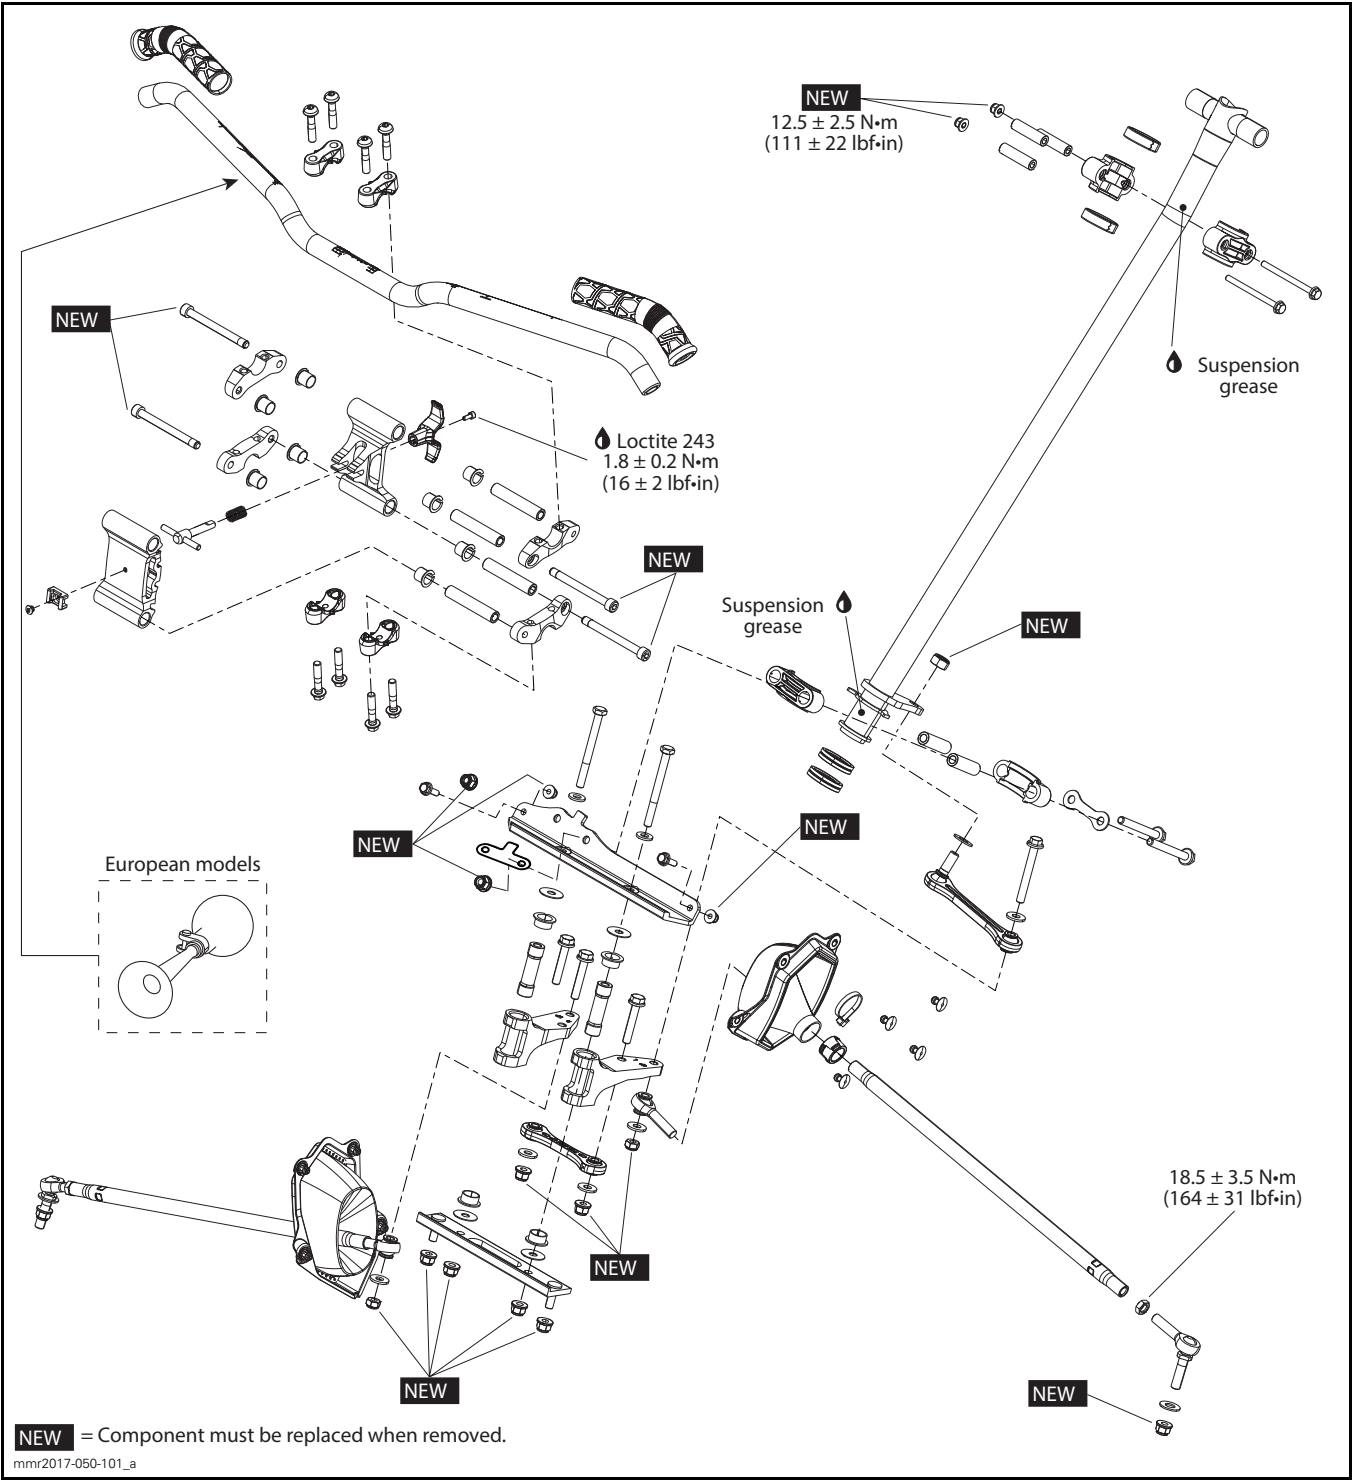 NEW
12.5 ± 2.5 N•m
(111 ± 22 lbf•in)
NEW
Suspension
grease
Loctite 243
1.8 ± 0.2 N•m
(16 ± 2 lbf•in)
NEW
Suspension
grease
NEW
NEW
NEW
European models
18.5 ± 3.5 N•m
(164 ± 31 lbf•in)
NEW
NEW
NEW
NEW = Component must be replaced when removed.
mmr2017-050-101_a